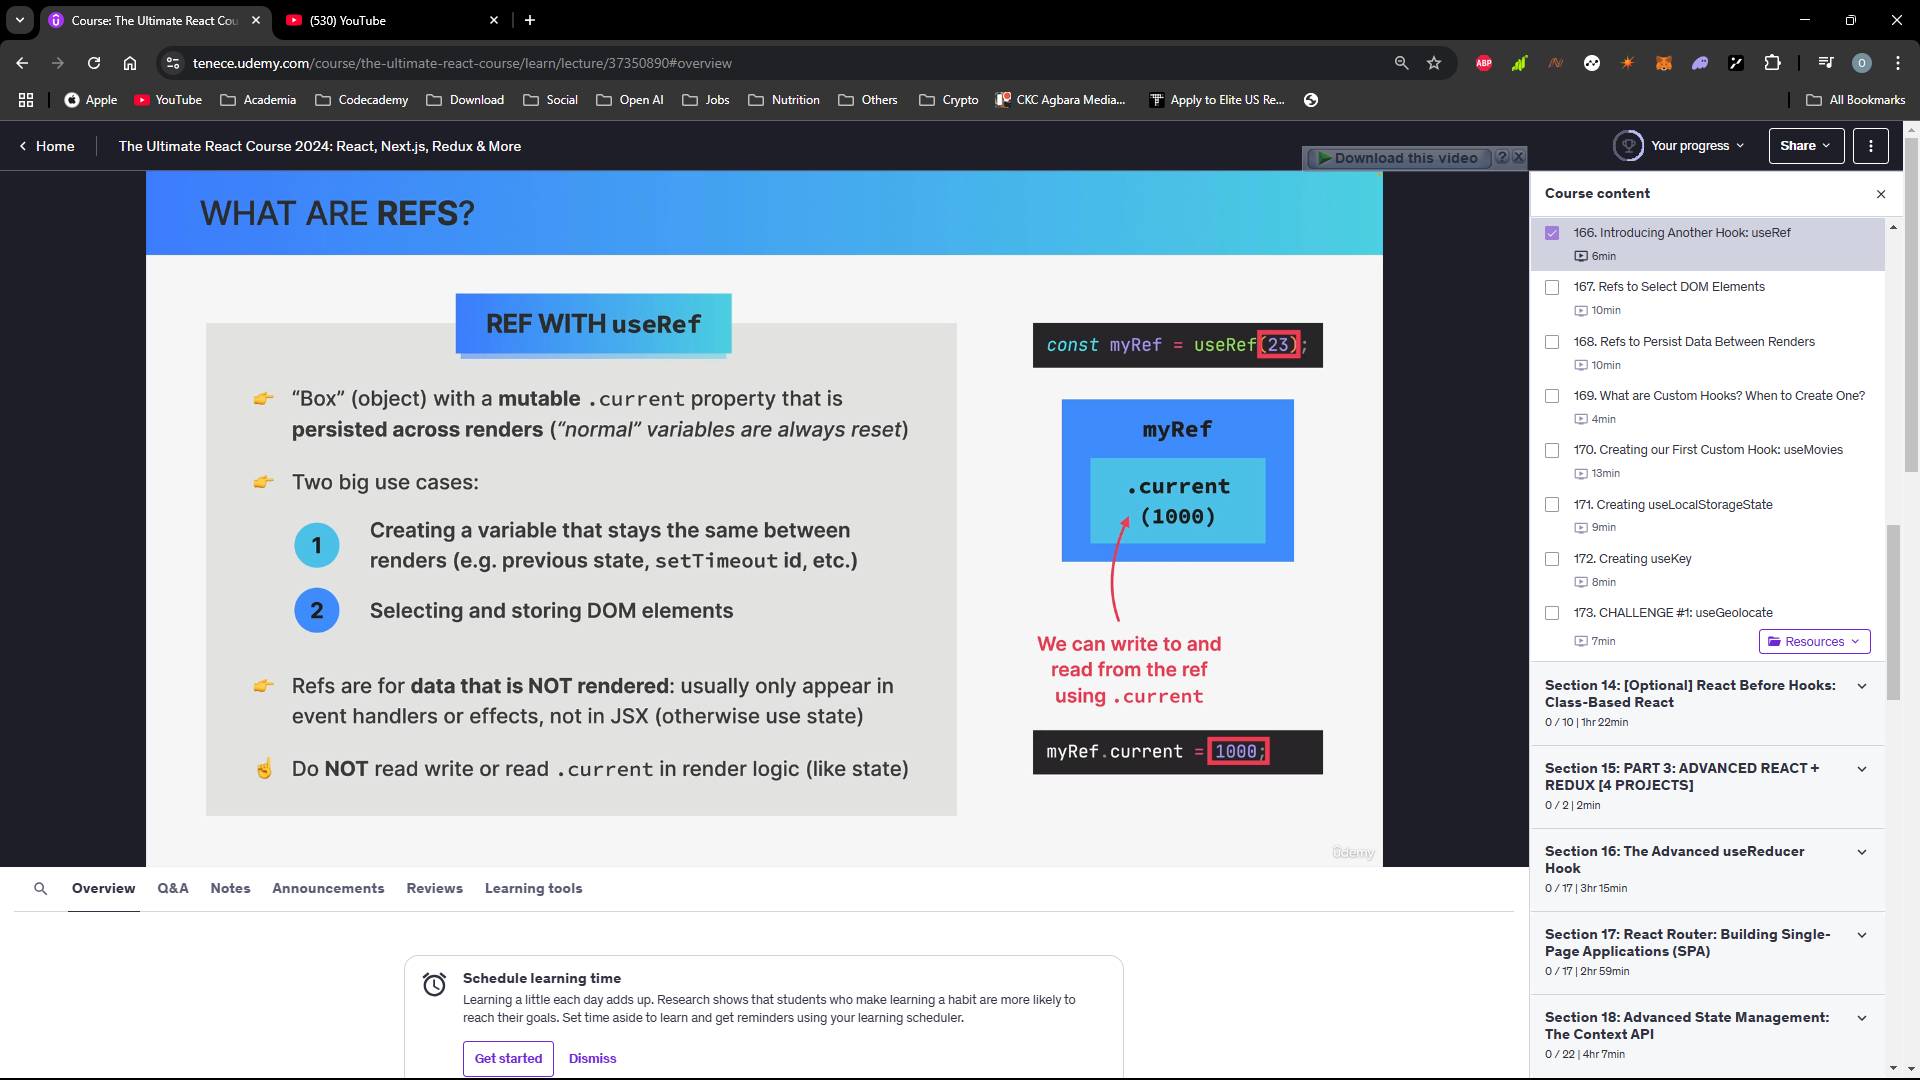 Course: The Ultimate React Cou
(530) YouTube
tenece.udemy.com/course/the-ultimate-react-course/learn/lecture/37350890#overview
ABP
O
Apple
YouTube
Academia
Codecademy
Download
Social
Open AI
Jobs
Nutrition
Others
Crypto
CKC Agbara Media...
Apply to Elite US Re...
All Bookmarks
Home
The Ultimate React Course 2024: React, Next.js, Redux & More
Your progress
Share
Download this video
WHAT ARE REFS?
REF WITH useRef
“Box” (object) with a mutable .current property that is
persisted across renders (“normal” variables are always reset)
Two big use cases:
1
Creating a variable that stays the same between
renders (e.g. previous state, setTimeout id, etc.)
2
Selecting and storing DOM elements
Refs are for data that is NOT rendered: usually only appear in
event handlers or effects, not in JSX (otherwise use state)
Do NOT read write or read .current in render logic (like state)
const myRef = useRef(23);
myRef
.current
(1000)
We can write to and
read from the ref
using .current
myRef.current = 1000;
ûdemy
Course content
166. Introducing Another Hook: useRef
6min
167. Refs to Select DOM Elements
10min
168. Refs to Persist Data Between Renders
10min
169. What are Custom Hooks? When to Create One?
4min
170. Creating our First Custom Hook: useMovies
13min
171. Creating useLocalStorageState
9min
172. Creating useKey
8min
173. CHALLENGE #1: useGeolocate
7min
Resources
Section 14: [Optional] React Before Hooks:
Class-Based React
0 / 10 | 1hr 22min
Section 15: PART 3: ADVANCED REACT +
REDUX [4 PROJECTS]
0 / 2 | 2min
Section 16: The Advanced useReducer
Hook
0 / 17 | 3hr 15min
Section 17: React Router: Building Single-
Page Applications (SPA)
0 / 17 | 2hr 59min
Section 18: Advanced State Management:
The Context API
0 / 22 | 4hr 7min
Overview
Q&A
Notes
Announcements
Reviews
Learning tools
Schedule learning time
Learning a little each day adds up. Research shows that students who make learning a habit are more likely to
reach their goals. Set time aside to learn and get reminders using your learning scheduler.
Get started
Dismiss